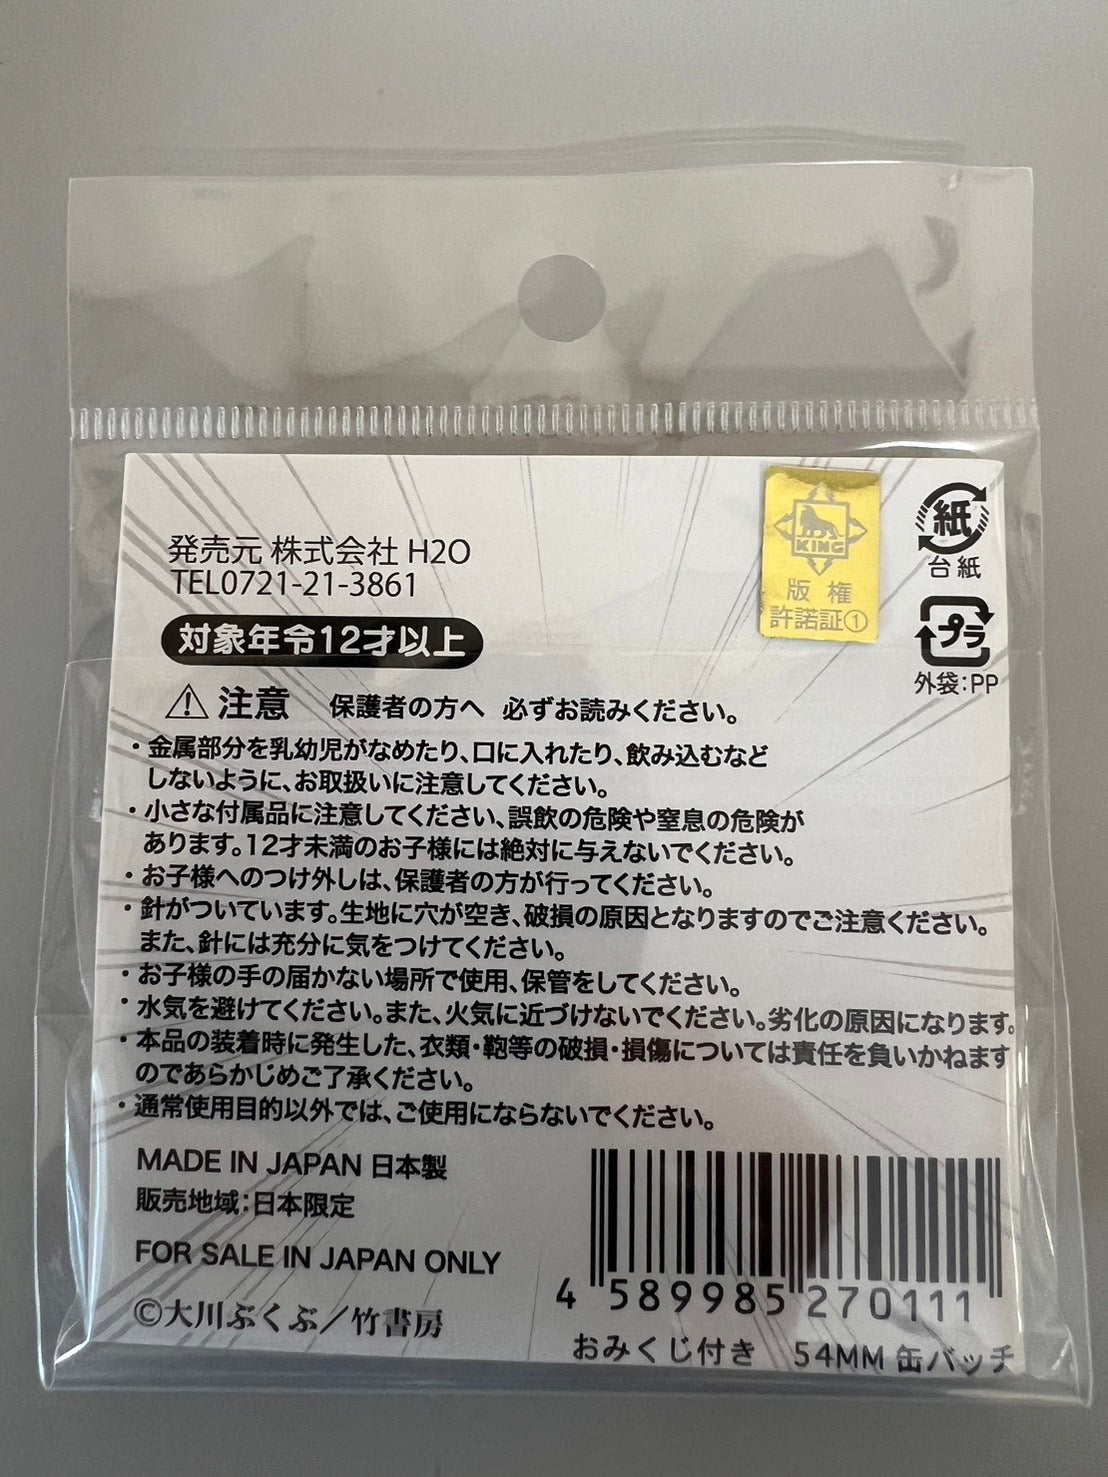 発売元 株式会社 H2O
TEL0721-21-3861
対象年令12才以上
KING
版権
許諾証①
紙
台紙
プラ
外袋:PP
注意 保護者の方へ 必ずお読みください。
・金属部分を乳幼児がなめたり、口に入れたり、飲み込むなど
しないように、お取扱いに注意してください。
・小さな付属品に注意してください、誤飲の危険や窒息の危険が
あります。12才未満のお子様には絶対に与えないでください。
・お子様へのつけ外しは、保護者の方が行ってください。
・針がついています。生地に穴が空き、破損の原因となりますのでご注意ください。
また、針には充分に気をつけてください。
・お子様の手の届かない場所で使用、保管をしてください。
・水気を避けてください。また、火気に近づけないでください。劣化の原因になります。
・本品の装着時に発生した、衣類・鞄等の破損・損傷については責任を負いかねます
のであらかじめご了承ください。
・通常使用目的以外では、ご使用にならないでください。
MADE IN JAPAN 日本製
販売地域:日本限定
FOR SALE IN JAPAN ONLY
©大川ぶくぶ/竹書房
4 589985 270111
おみくじ付き 54MM 缶バッチ